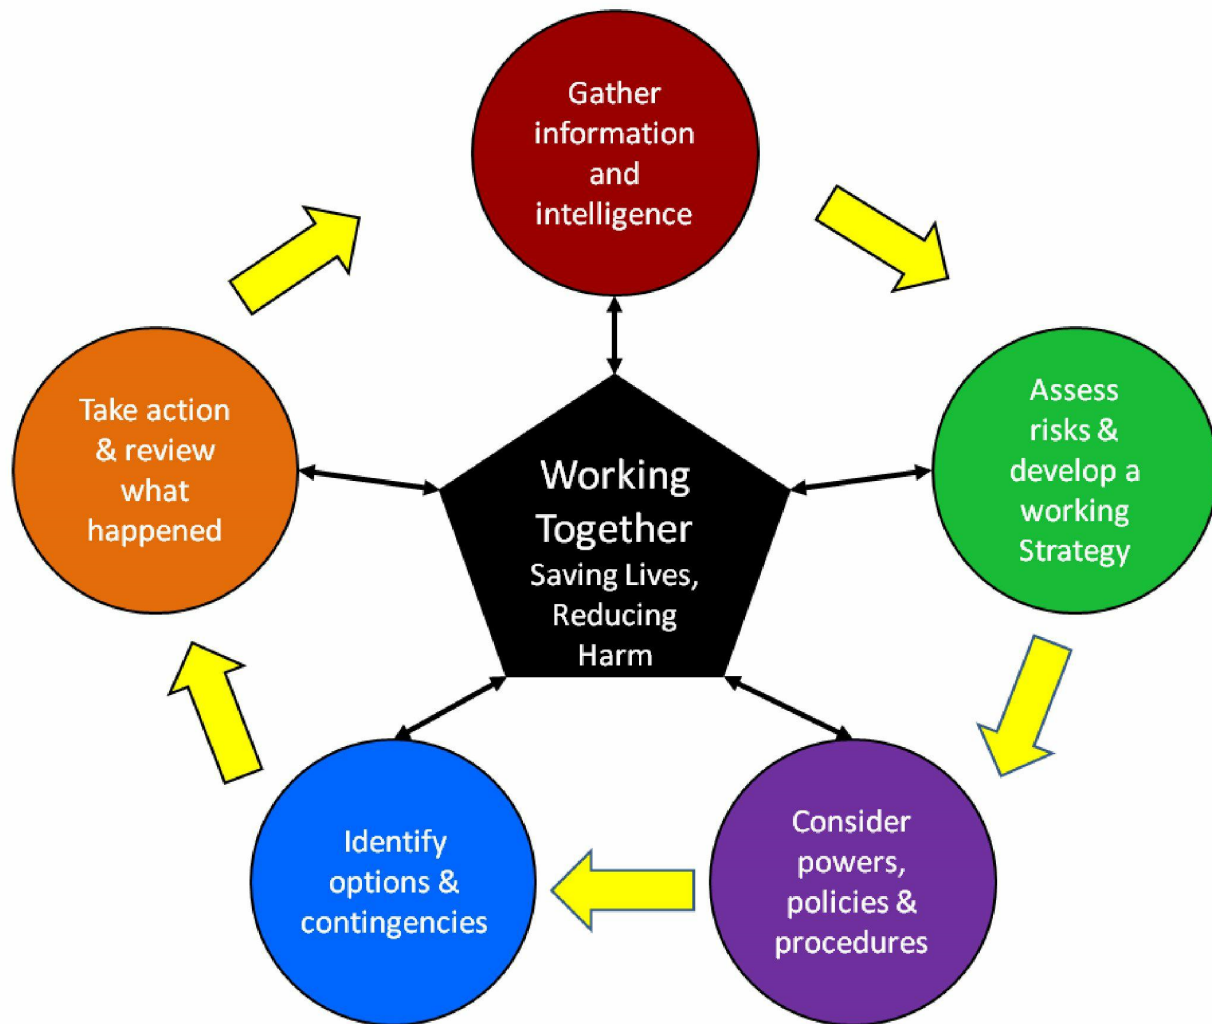 Gather
information
and
intelligence
Assess
risks &
develop a
working
Strategy
Consider
powers,
policies &
procedures
Identify
options &
contingencies
Take action
& review
what
happened
Working
Together
Saving Lives,
Reducing
Harm